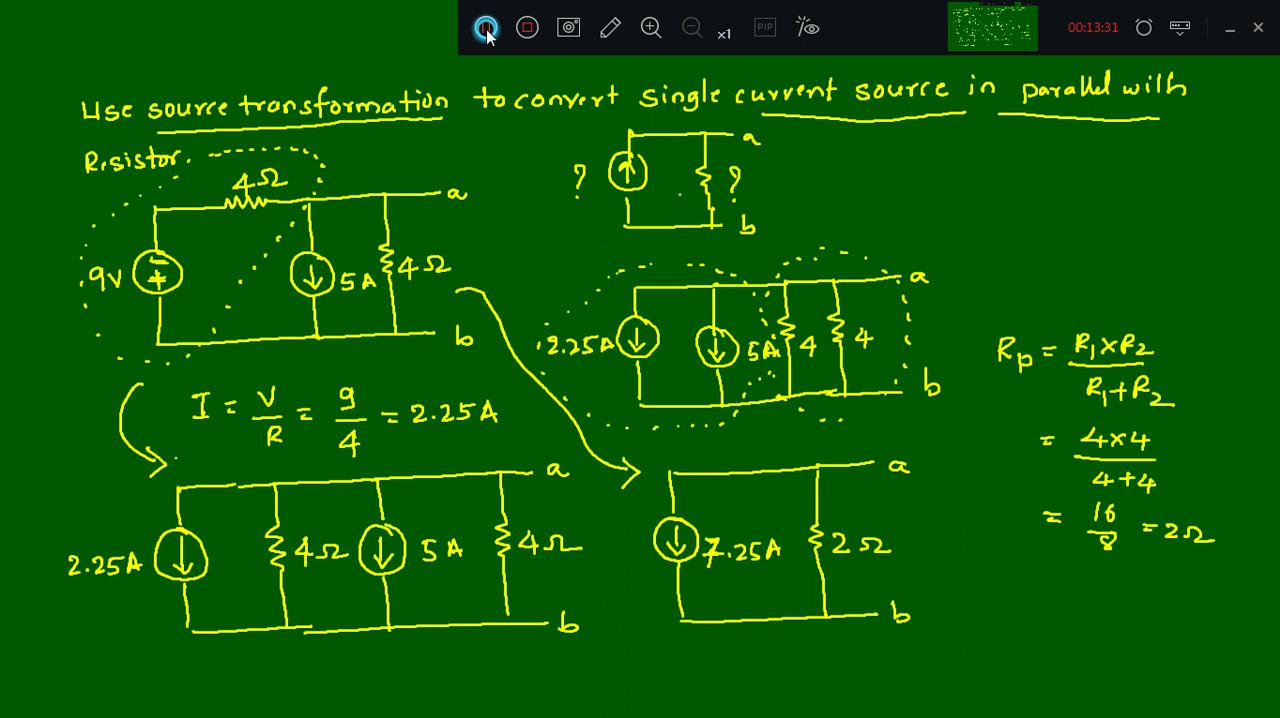 x1
PIP
00:13:31
Use source transformation to convert single current source in parallel with
Resistor.
4Ω
a
9V
- +
5A
4Ω
b
a
?
?
b
I = V/R = 9/4 = 2.25A
a
2.25A
5A
4
4
b
Rp = R1×R2 / R1+R2
= 4×4 / 4+4
= 16/8 = 2Ω
a
2.25A
4Ω
5A
4Ω
b
a
7.25A
2Ω
b